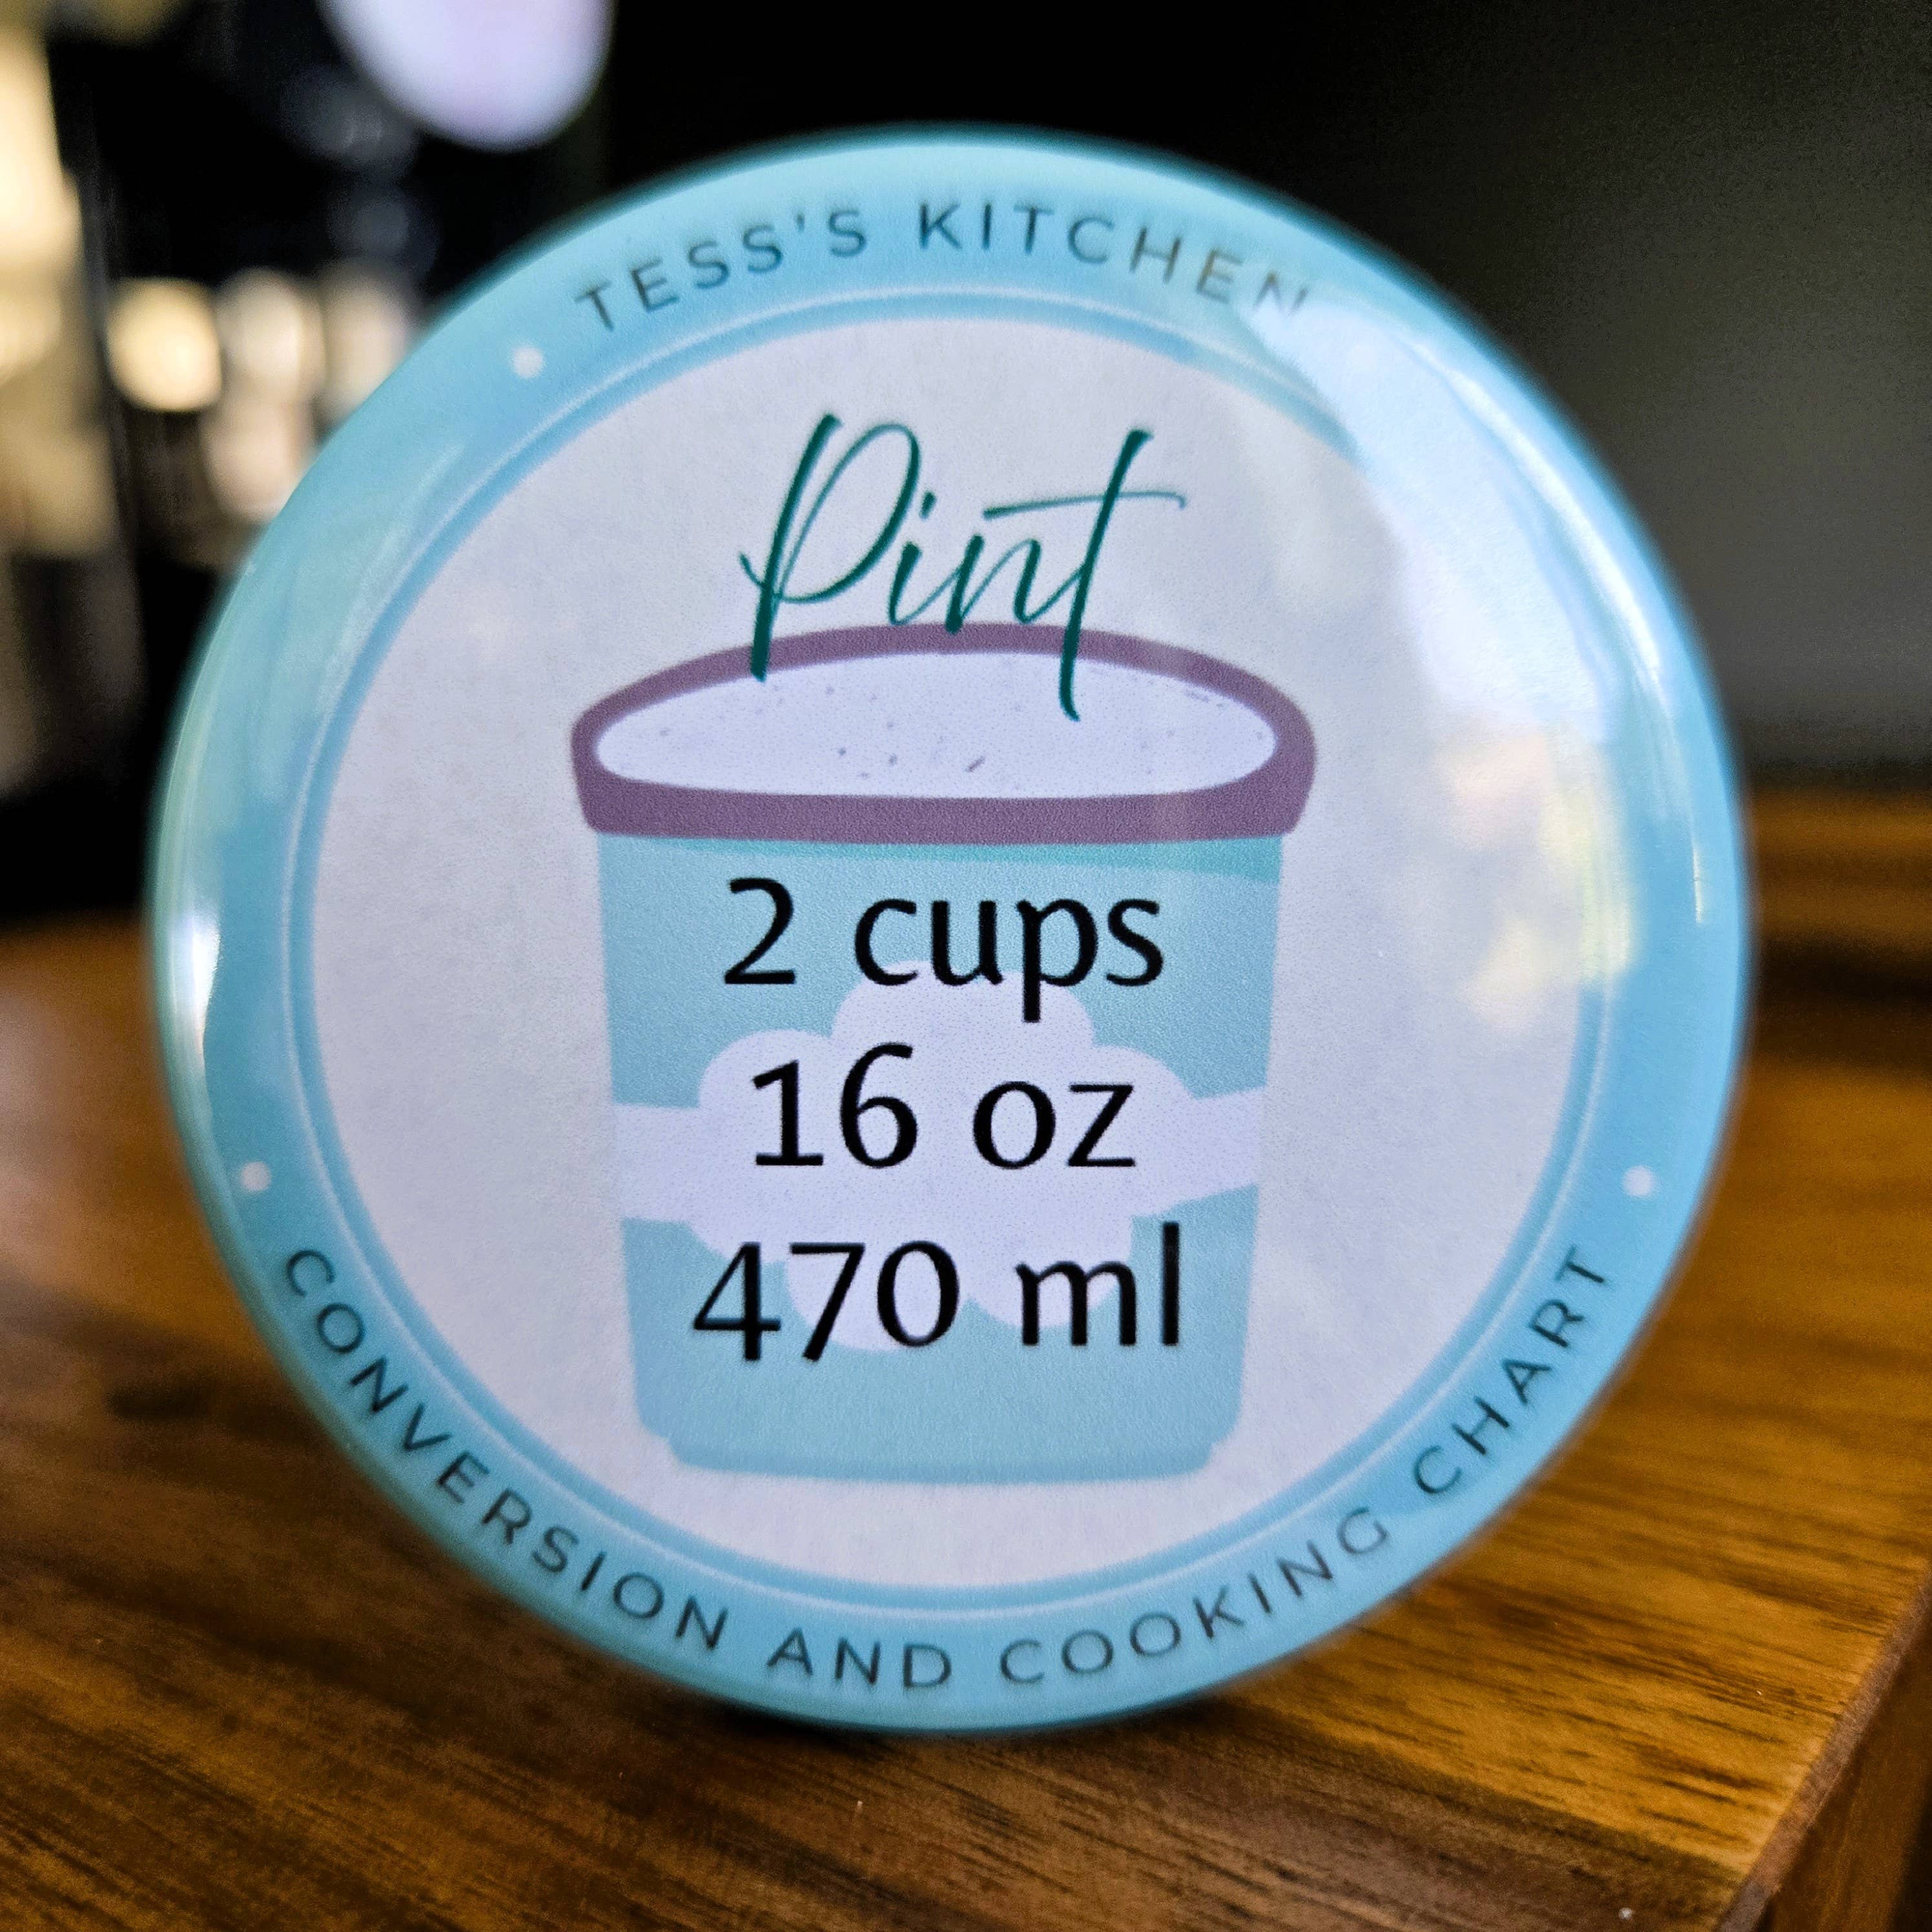 TESS'S KITCHEN
Pint
2 cups
16 oz
470 ml
CONVERSION AND COOKING CHART